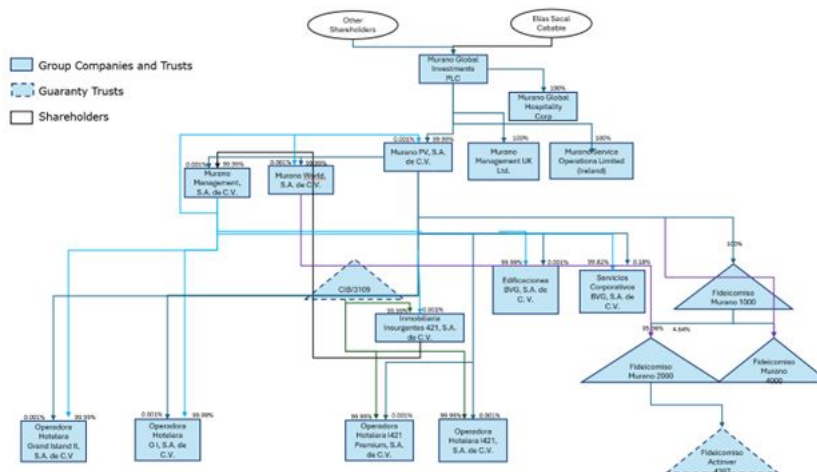 Other
Shareholders
Elias Sacal
Cababie
Group Companies and Trusts
Guaranty Trusts
Shareholders
Murano Global
Investments
PLC
100%
Murano Global
Hospitality
Corp
0.001%
99.99%
Murano PV, S.A.
de C.V.
100%
Murano
Management UK
Ltd.
100%
Murano Service
Operations Limited
(Ireland)
0.001%
99.99%
Murano
Management,
S.A. de C.V.
0.001%
99.99%
Murano World,
S.A. de C.V.
CIB/3109
99.99%
0.001%
Edificaciones
BVG, S.A. de
C. V.
99.82%
0.18%
Servicios
Corporativos
BVG, S.A. de
C.V.
100%
Fideicomiso
Murano 1000
99.99%
0.001%
Inmobiliaria
Insurgentes 421, S.A.
de C.V.
4.64%
Fideicomiso
Murano 2000
Fideicomiso
Murano
4000
0.001%
99.99%
Operadora
Hotelera
Grand Island II,
S.A. de C.V
0.001%
99.99%
Operadora
Hotelera
G I, S.A. de
C.V.
99.99%
0.001%
Operadora
Hotelera I421
Premium, S.A.
de C.V.
99.99%
0.001%
Operadora
Hotelera I421,
S.A. de C.V.
Fideicomiso
Actinver